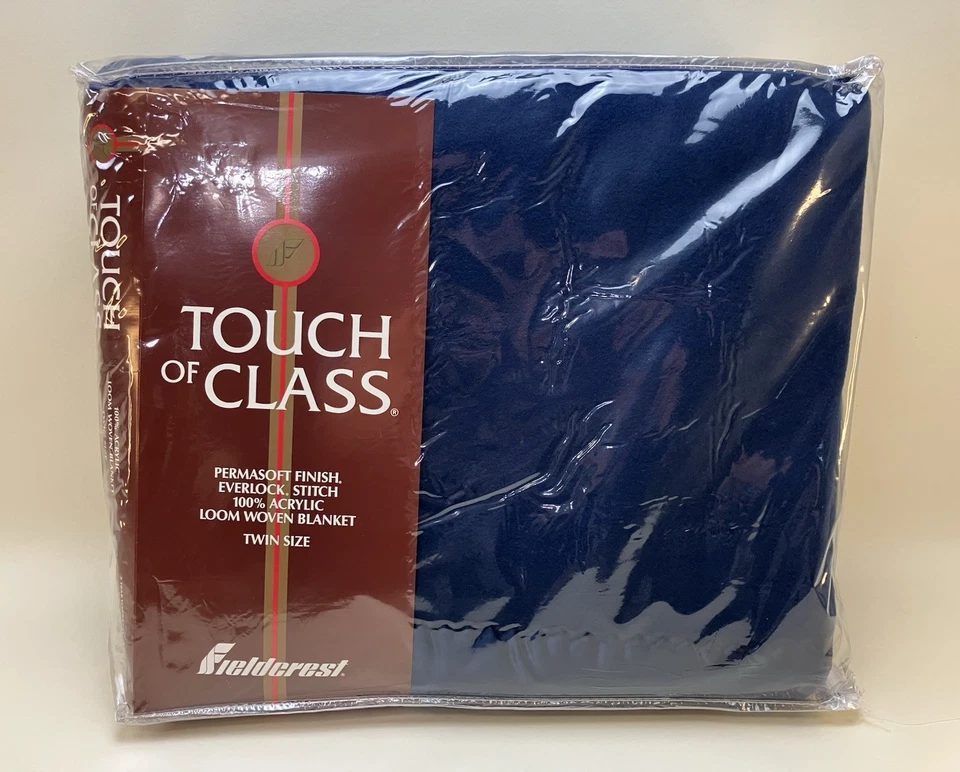 TOUCH
OF CLASS®
PERMASOFT FINISH.
EVERLOCK. STITCH
100% ACRYLIC
LOOM WOVEN BLANKET
TWIN SIZE
Fieldcrest.
TOUCH
OF CLASS
100% ACRYLIC
LOOM WOVEN BLANKET